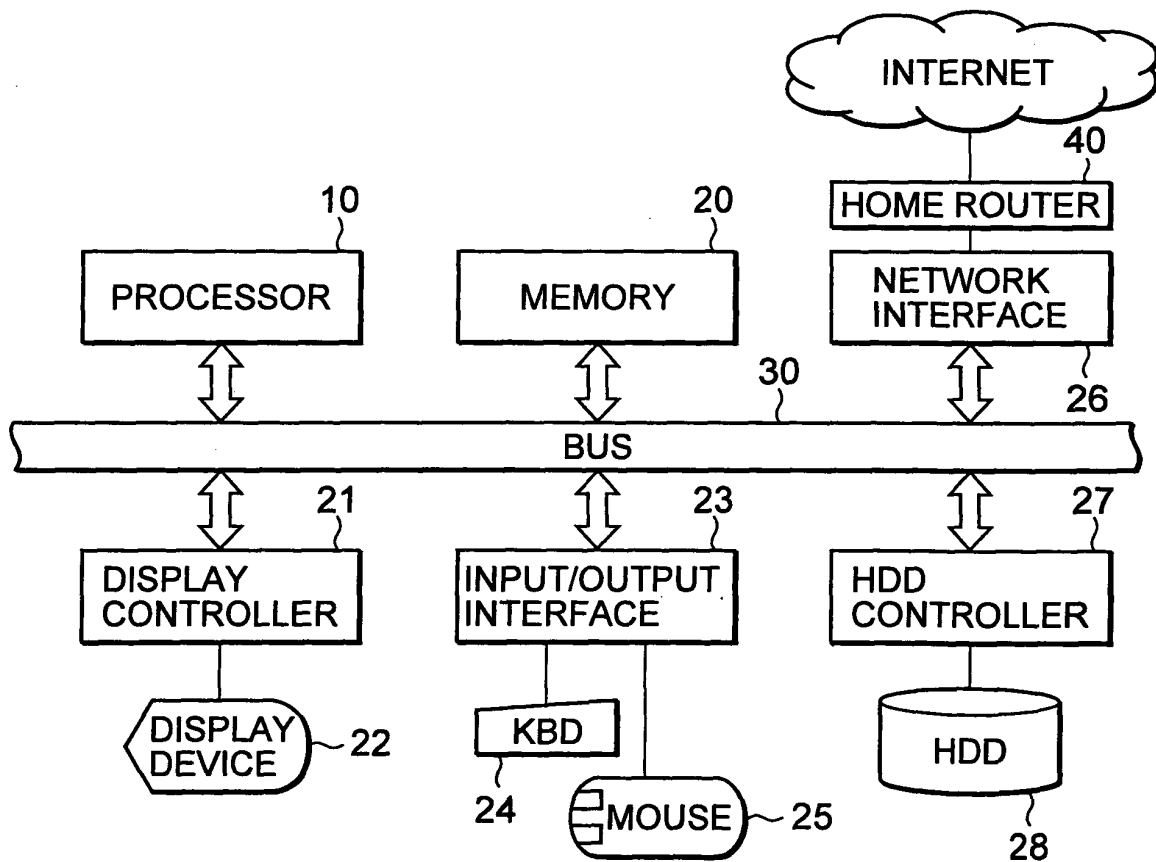 INTERNET
40
HOME ROUTER
10
PROCESSOR
20
MEMORY
NETWORK
INTERFACE
26
30
BUS
21
DISPLAY
CONTROLLER
23
INPUT/OUTPUT
INTERFACE
27
HDD
CONTROLLER
DISPLAY
DEVICE
22
KBD
24
MOUSE
25
HDD
28